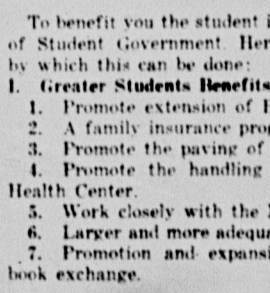 To benefit you the student
of Student Government. Her
by which this can be done:
I. Greater Students Benefits
1. Promote extension of
2. A family insurance pro
3. Promote the paving of
4. Promote the handling
Health Center.
5. Work closely with the
6. Larger and more adequa
7. Promotion and expansi
book exchange.